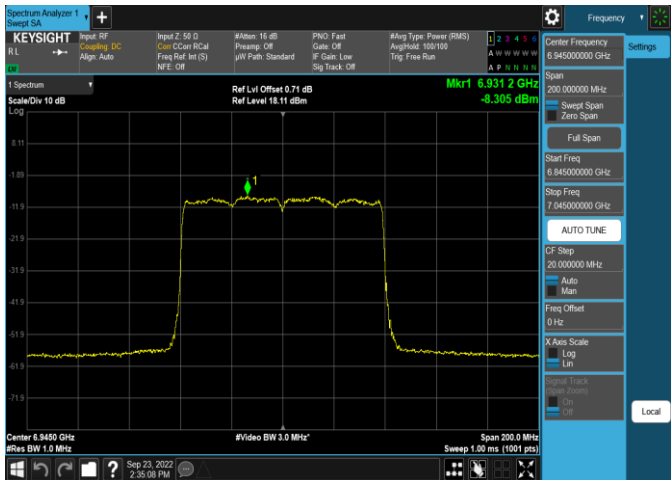 Spectrum Analyzer 1
Swept SA
+
Frequency
KEYSIGHT
RL
LW
Input: RF
Coupling: DC
Align: Auto
Input Z: 50 Ω
Corr CCorr RCal
Freq Ref: Int (S)
NFE: Off
#Atten: 16 dB
Preamp: Off
µW Path: Standard
PNO: Fast
Gate: Off
IF Gain: Low
Sig Track: Off
#Avg Type: Power (RMS)
Avg|Hold: 100/100
Trig: Free Run
1 2 3 4 5 6
A W W W W W
A P N N N N
1 Spectrum
Scale/Div 10 dB
Log
Ref Lvl Offset 0.71 dB
Ref Level 18.11 dBm
Mkr1 6.931 2 GHz
-8.305 dBm
8.11
-1.89
-11.9
-21.9
-31.9
-41.9
-51.9
-61.9
-71.9
1
Center 6.9450 GHz
#Res BW 1.0 MHz
#Video BW 3.0 MHz*
Span 200.0 MHz
Sweep 1.00 ms (1001 pts)
Sep 23, 2022
2:35:08 PM
?
Center Frequency
6.945000000 GHz
Settings
Span
200.000000 MHz
Swept Span
Zero Span
Full Span
Start Freq
6.845000000 GHz
Stop Freq
7.045000000 GHz
AUTO TUNE
CF Step
20.000000 MHz
Auto
Man
Freq Offset
0 Hz
X Axis Scale
Log
Lin
Signal Track
(Span Zoom)
On
Off
Local